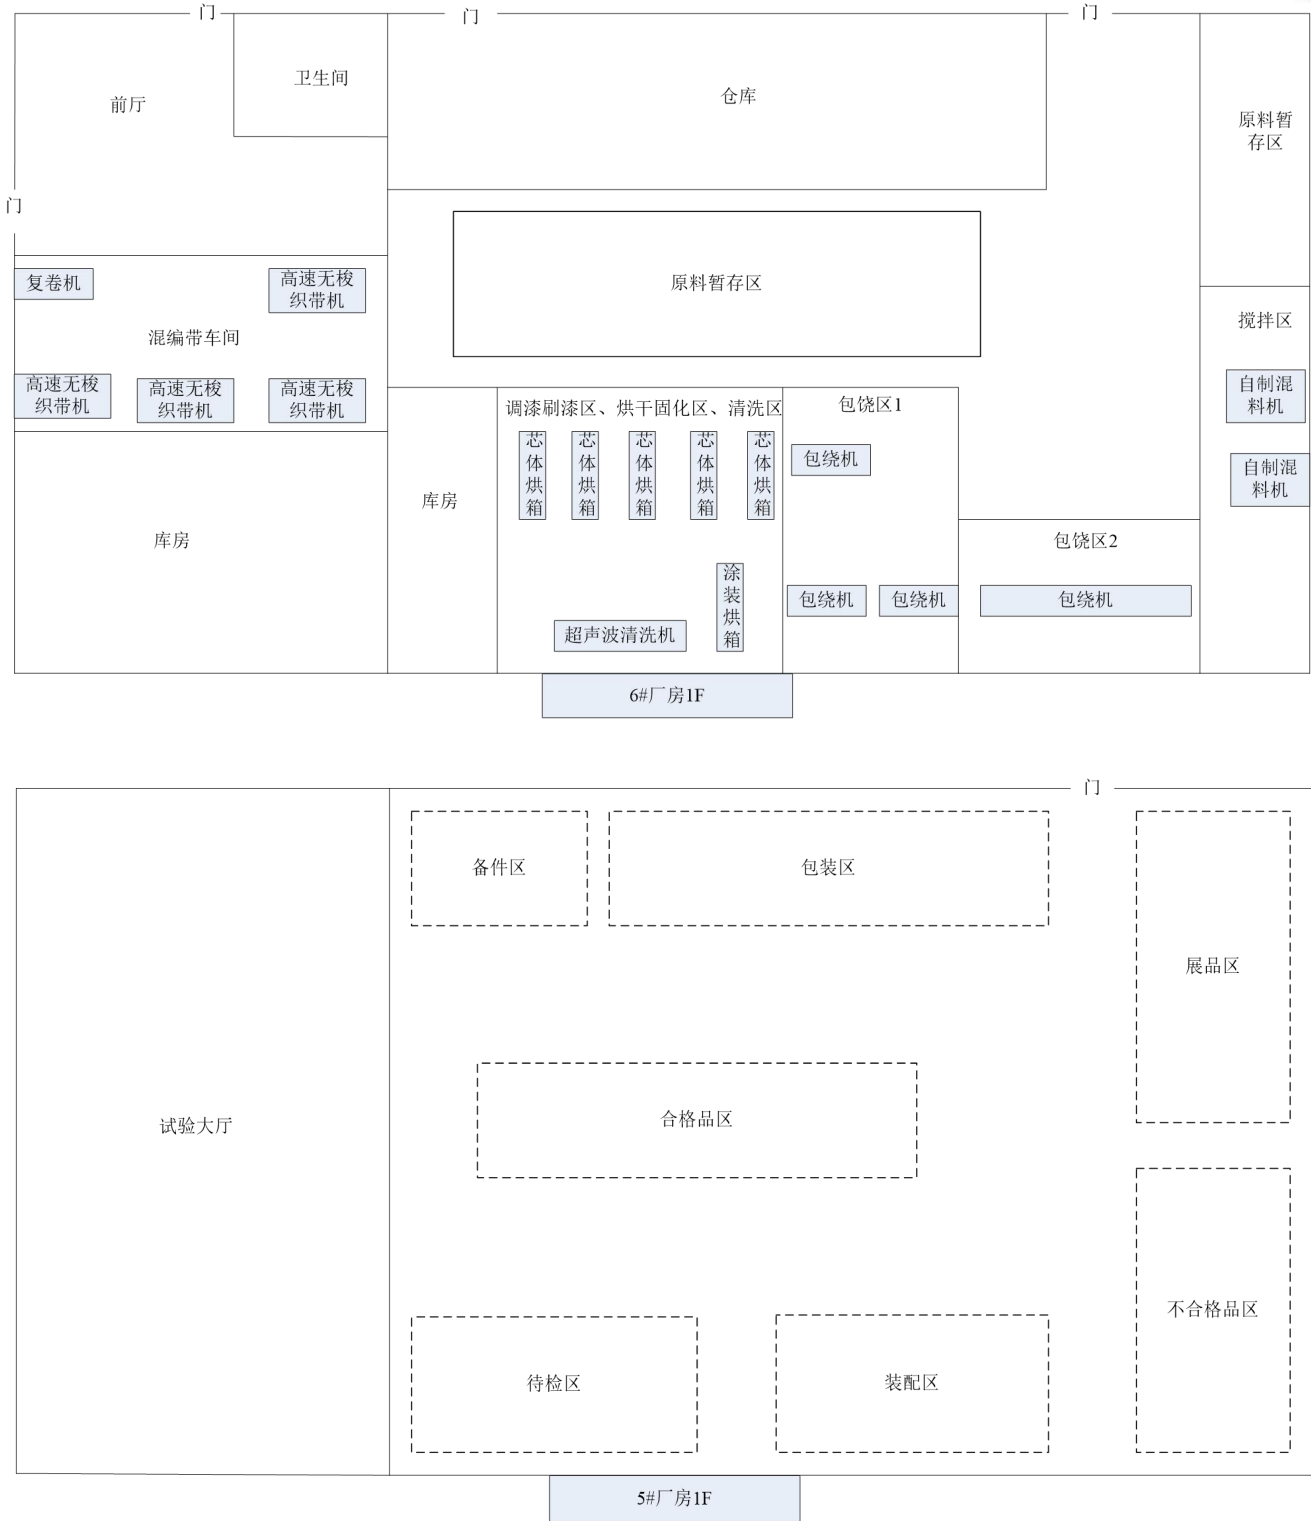 门
门
门
前厅
卫生间
仓库
原料暂
存区
门
复卷机
高速无梭
织带机
混编带车间
高速无梭
织带机
高速无梭
织带机
高速无梭
织带机
原料暂存区
搅拌区
自制混
料机
自制混
料机
库房
库房
调漆刷漆区、烘干固化区、清洗区
芯体烘箱
芯体烘箱
芯体烘箱
芯体烘箱
芯体烘箱
涂装烘箱
超声波清洗机
包饶区1
包绕机
包绕机
包绕机
包饶区2
包绕机
6#厂房1F
门
备件区
包装区
展品区
试验大厅
合格品区
不合格品区
待检区
装配区
5#厂房1F